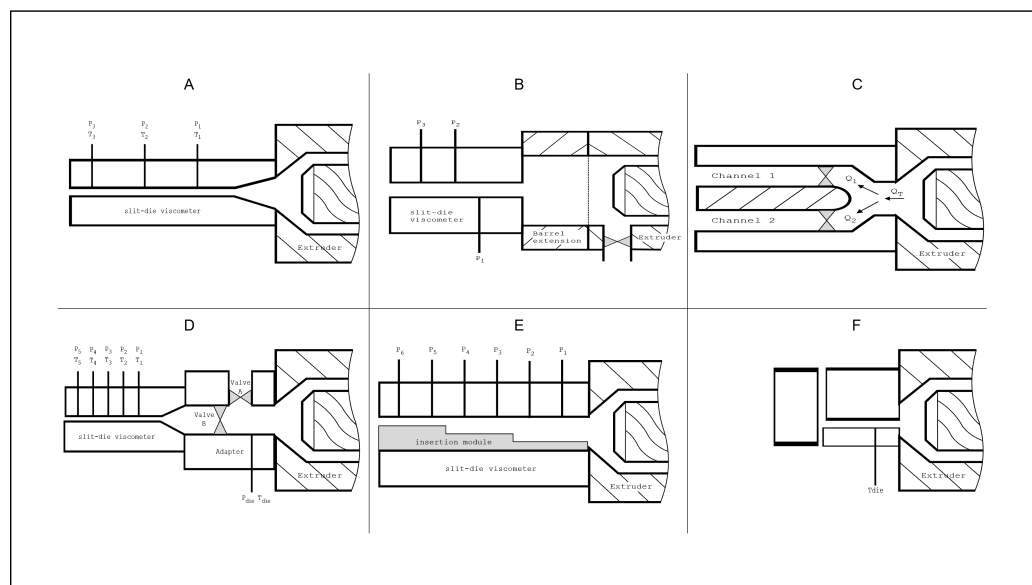 A
P3 P2 P1
T3 T2 T1
slit-die viscometer
Extruder
B
P3 P2
slit-die
viscometer
Barrel
extension
Extruder
P1
C
Channel 1
Q1
QT
Channel 2
Q2
D
P5 P4 P3 P2 P1
T5 T4 T3 T2 T1
Valve
A
Valve
B
slit-die viscometer
Adapter
Extruder
Pdie Tdie
E
P6 P5 P4 P3 P2 P1
insertion module
slit-die viscometer
Extruder
F
Extruder
Tdie
Extruder